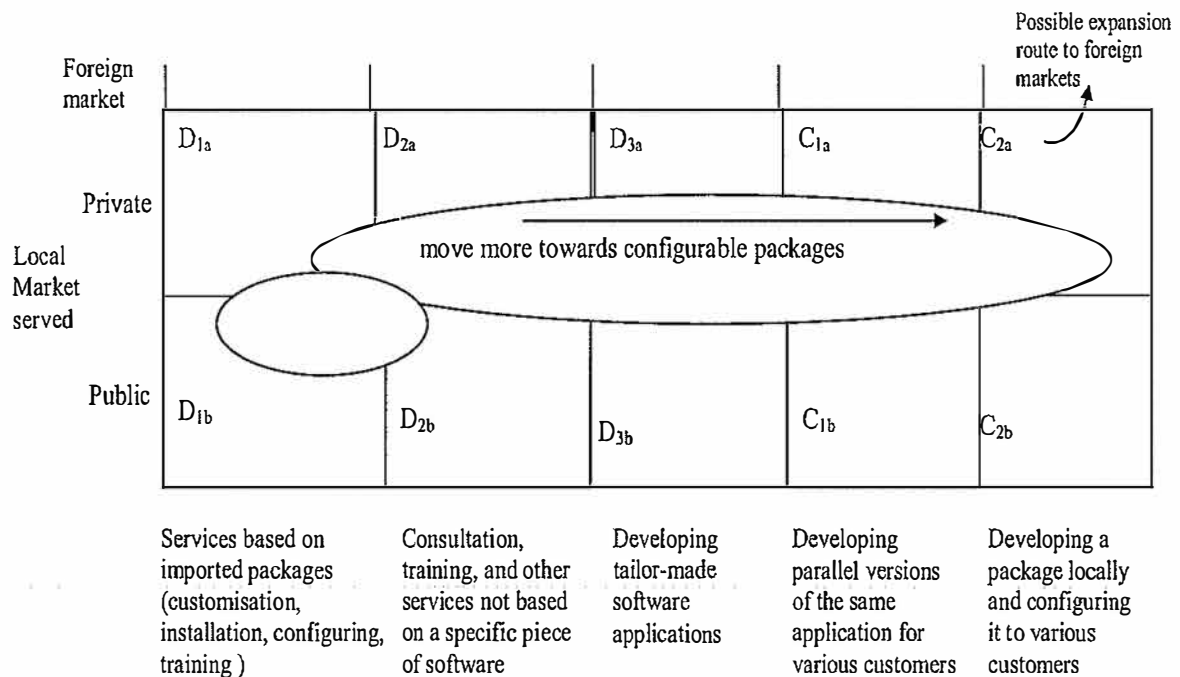 Possible expansion
route to foreign
markets
Foreign
market
D1a
D2a
D3a
C1a
C2a
Private
move more towards configurable packages
Local
Market
served
Public
D1b
D2b
D3b
C1b
C2b
Services based on
imported packages
(customisation,
installation, configuring,
training )
Consultation,
training, and other
services not based
on a specific piece
of software
Developing
tailor-made
software
applications
Developing
parallel versions
of the same
application for
various customers
Developing a
package locally
and configuring
it to various
customers